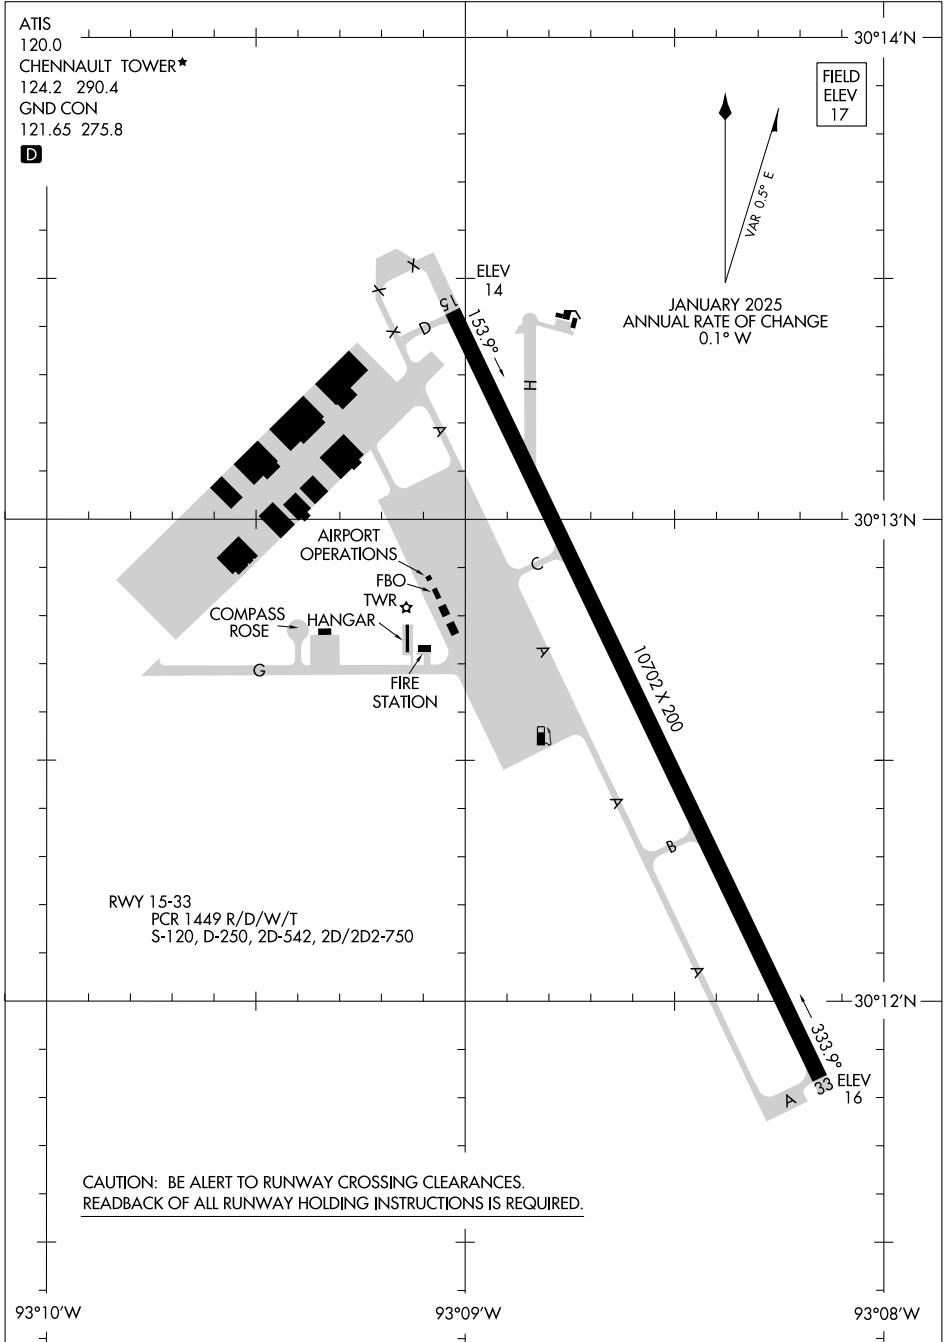 ATIS
120.0
CHENNAULT TOWER★
124.2 290.4
GND CON
121.65 275.8
D
30°14'N
FIELD
ELEV
17
VAR 0.5° E
JANUARY 2025
ANNUAL RATE OF CHANGE
0.1° W
ELEV
14
X
X
X
D
15
153.9°
H
A
30°13'N
AIRPORT
OPERATIONS
FBO
TWR
C
COMPASS
ROSE
HANGAR
G
FIRE
STATION
A
10702 X 200
A
B
RWY 15-33
PCR 1449 R/D/W/T
S-120, D-250, 2D-542, 2D/2D2-750
A
30°12'N
333.9°
33
ELEV
16
A
CAUTION: BE ALERT TO RUNWAY CROSSING CLEARANCES.
READBACK OF ALL RUNWAY HOLDING INSTRUCTIONS IS REQUIRED.
93°10'W
93°09'W
93°08'W